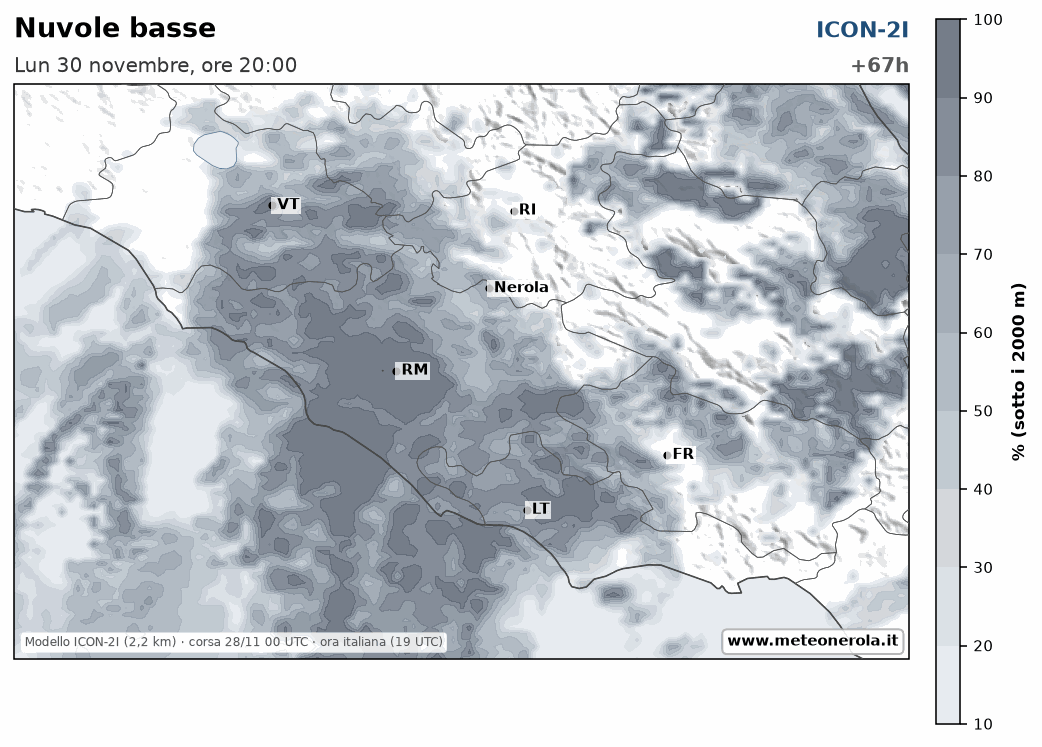 Nuvole basse
ICON-2I
Lun 30 novembre, ore 20:00
+67h
VT
RI
Nerola
RM
FR
LT
Modello ICON-2I (2,2 km) · corsa 28/11 00 UTC · ora italiana (19 UTC)
www.meteonerola.it
100
90
80
70
60
50
40
30
20
10
% (sotto i 2000 m)